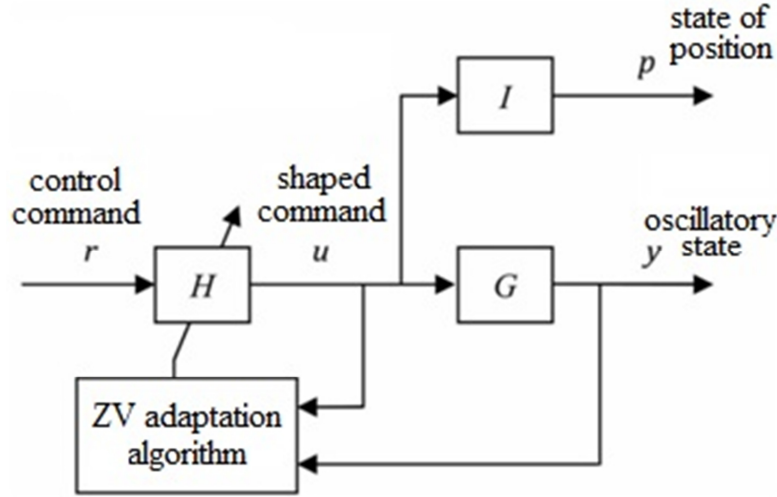 state of
position
p
I
control
command
r
shaped
command
u
oscillatory
state
y
H
G
ZV adaptation
algorithm